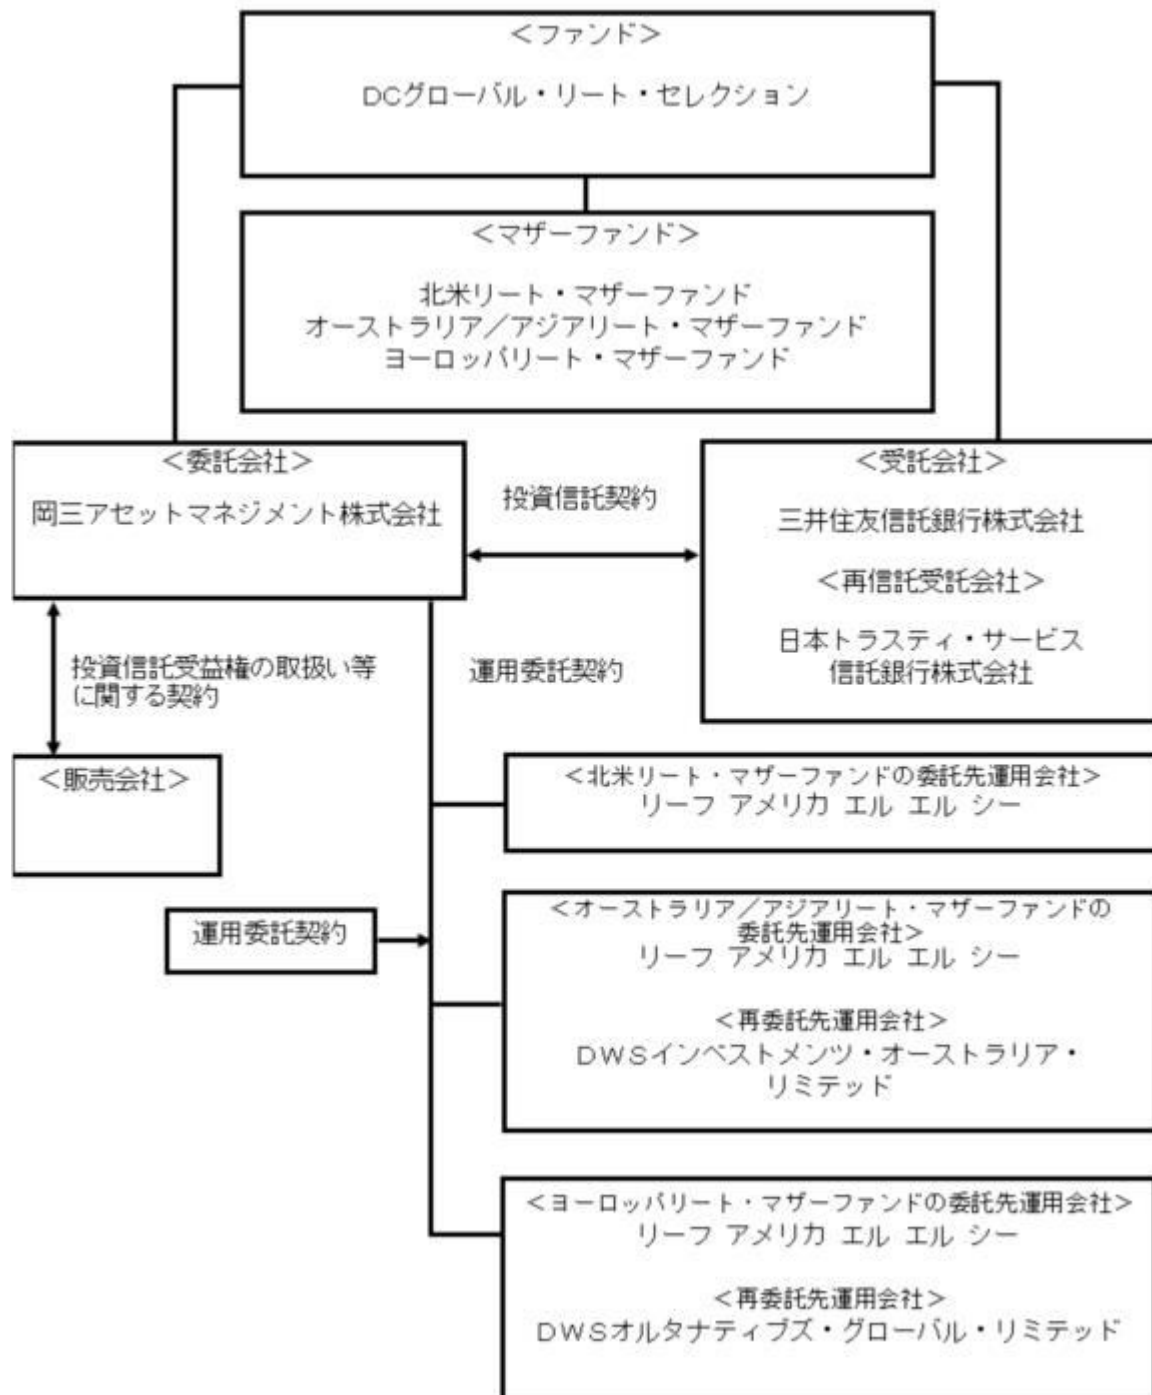 ＜ファンド＞
DCグローバル・リート・セレクション
＜マザーファンド＞
北米リート・マザーファンド
オーストラリア／アジアリート・マザーファンド
ヨーロッパリート・マザーファンド
＜委託会社＞
岡三アセットマネジメント株式会社
投資信託契約
＜受託会社＞
三井住友信託銀行株式会社
＜再信託受託会社＞
日本トラスティ・サービス
信託銀行株式会社
投資信託受益権の取扱い等
に関する契約
運用委託契約
＜販売会社＞
＜北米リート・マザーファンドの委託先運用会社＞
リーフ アメリカ エル エル シー
運用委託契約
＜オーストラリア／アジアリート・マザーファンドの
委託先運用会社＞
リーフ アメリカ エル エル シー
＜再委託先運用会社＞
ＤＷＳインベストメンツ・オーストラリア・
リミテッド
＜ヨーロッパリート・マザーファンドの委託先運用会社＞
リーフ アメリカ エル エル シー
＜再委託先運用会社＞
ＤＷＳオルタナティブズ・グローバル・リミテッド